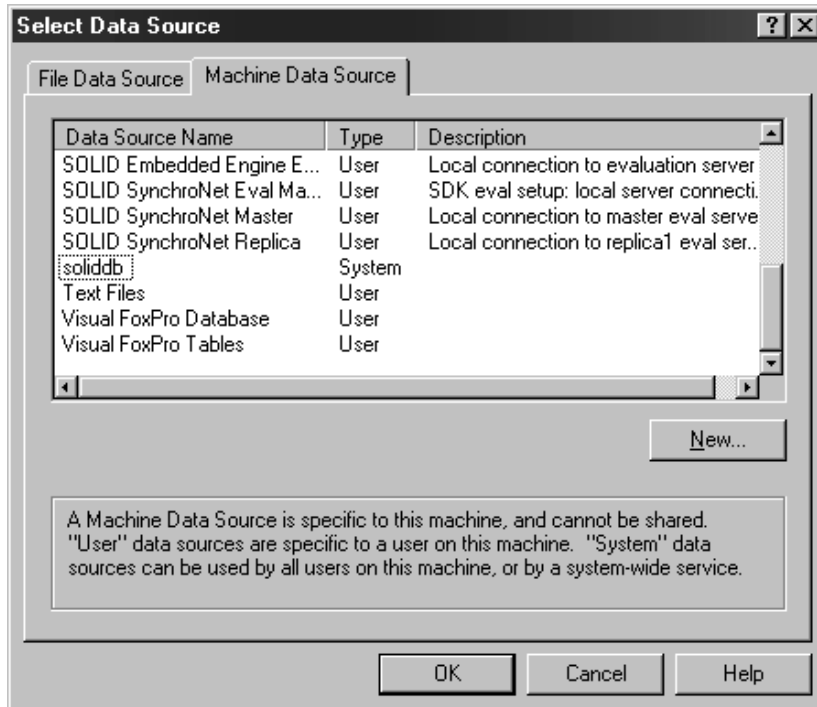 Select Data Source
File Data Source Machine Data Source
Data Source Name Type Description
SOLID Embedded Engine E... User Local connection to evaluation server
SOLID SynchroNet Eval Ma... User SDK eval setup: local server connecti.
SOLID SynchroNet Master User Local connection to master eval serve
SOLID SynchroNet Replica User Local connection to replica1 eval ser..
soliddb System
Text Files User
Visual FoxPro Database User
Visual FoxPro Tables User
New...
A Machine Data Source is specific to this machine, and cannot be shared.
"User" data sources are specific to a user on this machine. "System" data
sources can be used by all users on this machine, or by a system-wide service.
OK Cancel Help